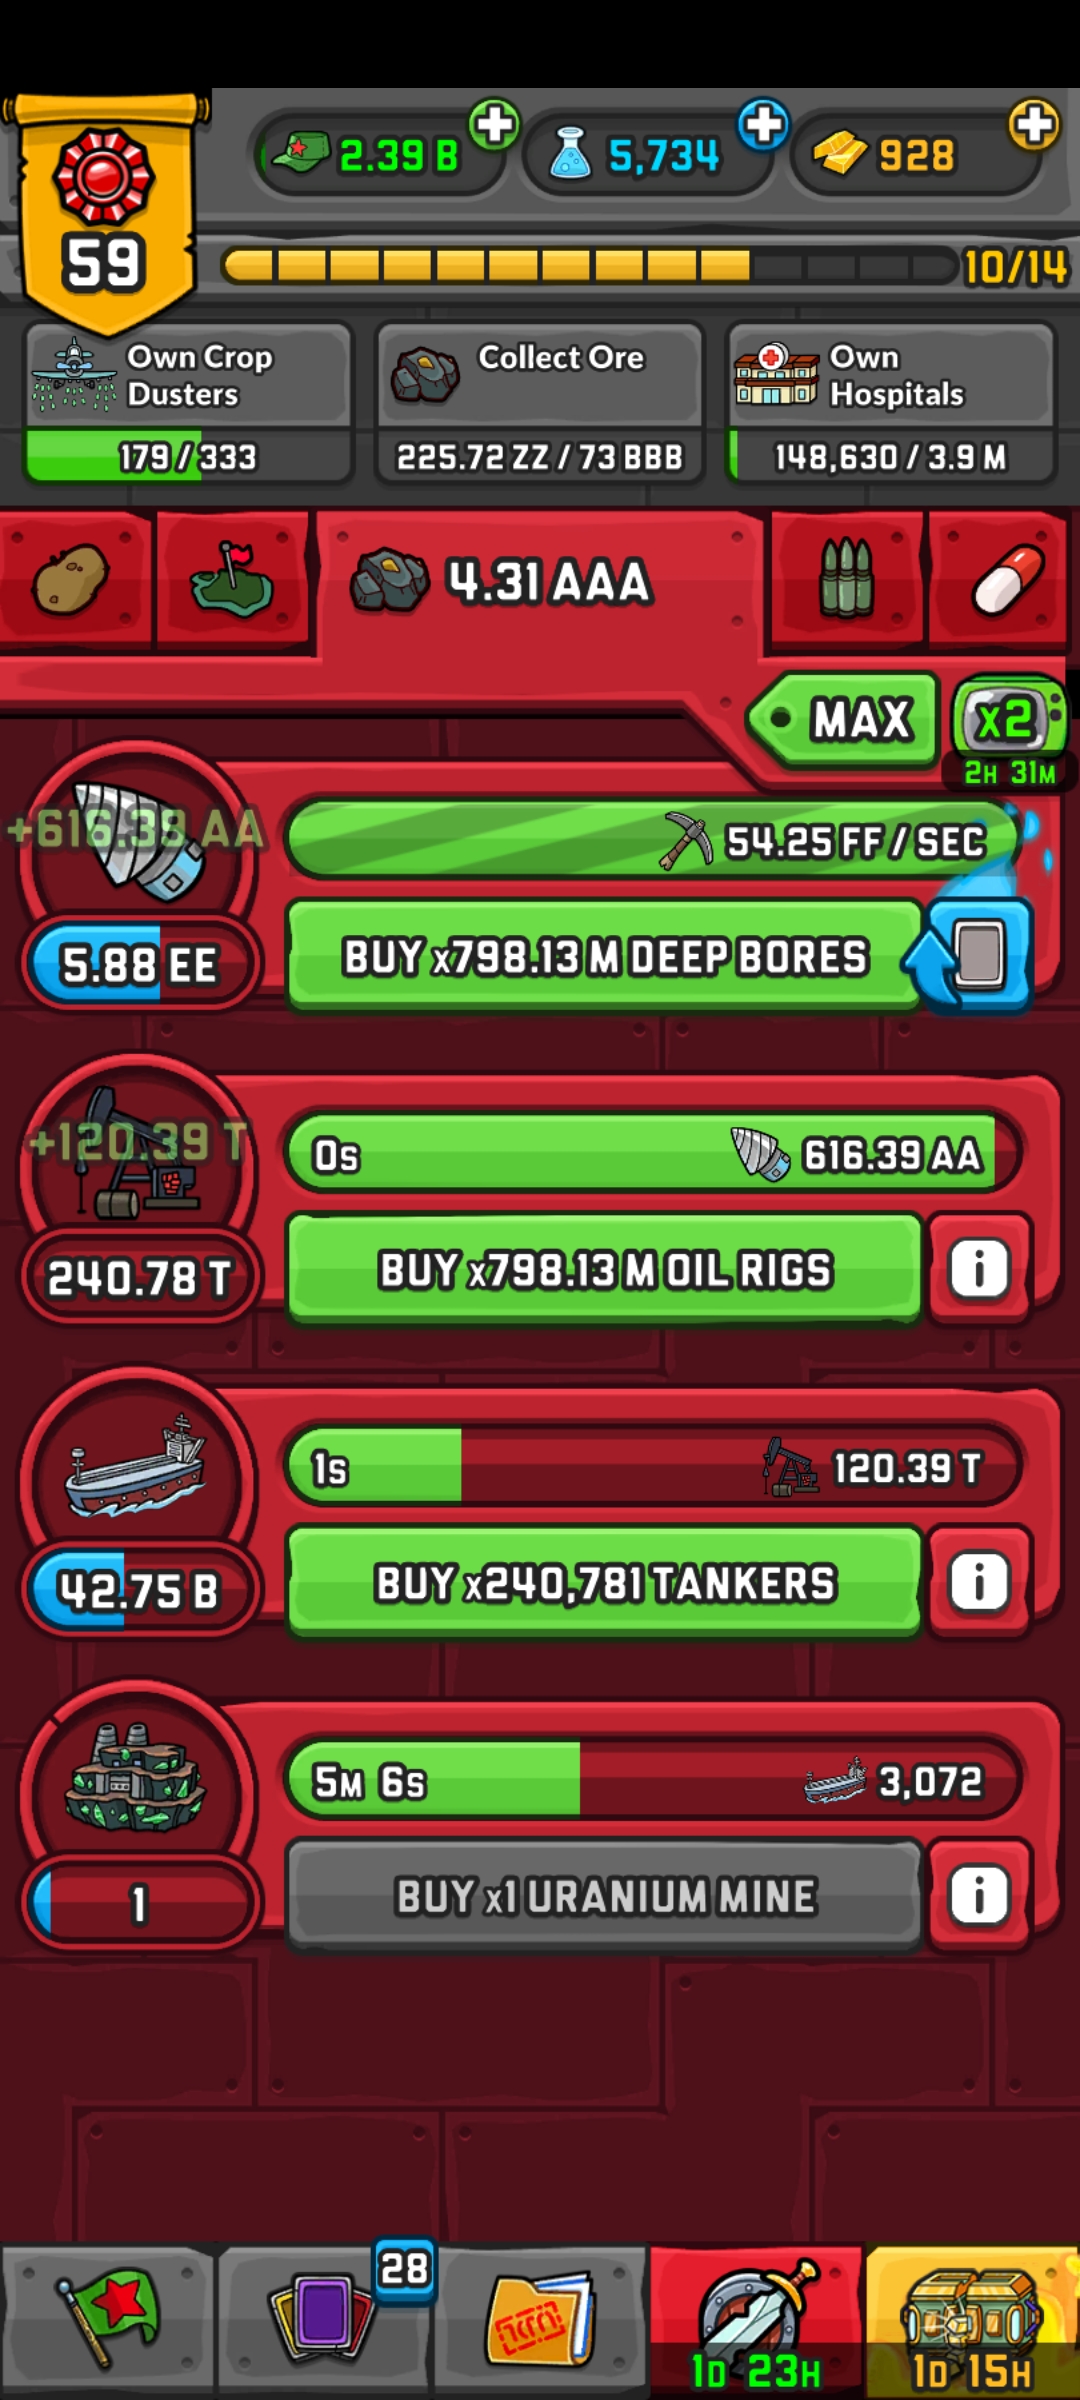 2.39 B
5,734
928
59
10/14
Own Crop
Dusters
179 / 333
Collect Ore
225.72 ZZ / 73 BBB
Own
Hospitals
148,630 / 3.9 M
4.31 AAA
MAX
x2
2H 31M
+616.39 AA
54.25 FF / SEC
5.88 EE
BUY x798.13 M DEEP BORES
+120.39 T
0s
616.39 AA
240.78 T
BUY x798.13 M OIL RIGS
i
1s
120.39 T
42.75 B
BUY x240,781 TANKERS
i
5M 6s
3,072
1
BUY x1 URANIUM MINE
i
28
1D 23H
1D 15H